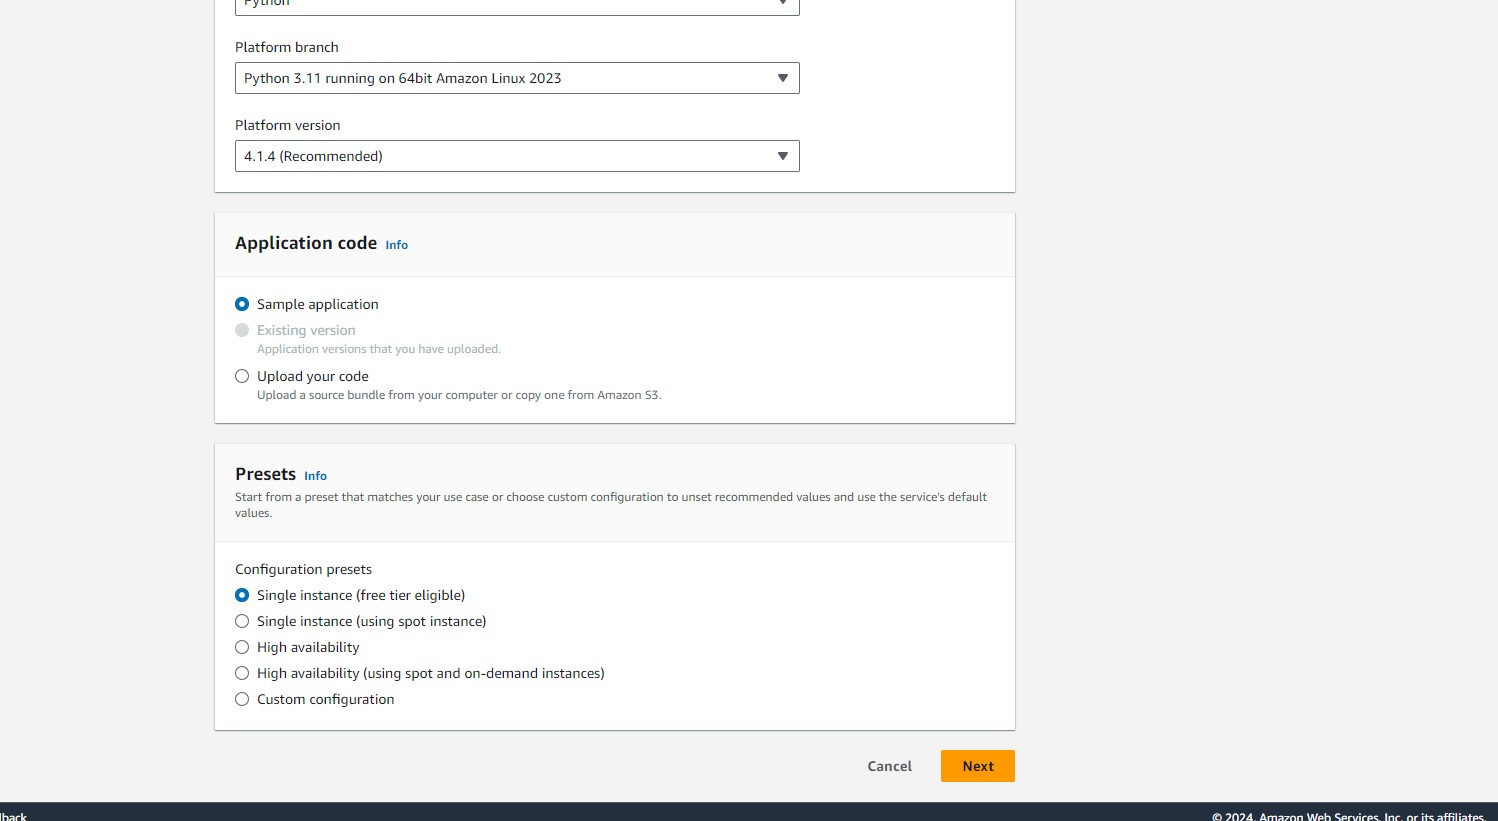 Python
Platform branch
Python 3.11 running on 64bit Amazon Linux 2023
Platform version
4.1.4 (Recommended)
Application code Info
Sample application
Existing version
Application versions that you have uploaded.
Upload your code
Upload a source bundle from your computer or copy one from Amazon S3.
Presets Info
Start from a preset that matches your use case or choose custom configuration to unset recommended values and use the service's default
values.
Configuration presets
Single instance (free tier eligible)
Single instance (using spot instance)
High availability
High availability (using spot and on-demand instances)
Custom configuration
Cancel Next
lback © 2024, Amazon Web Services, Inc. or its affiliates.